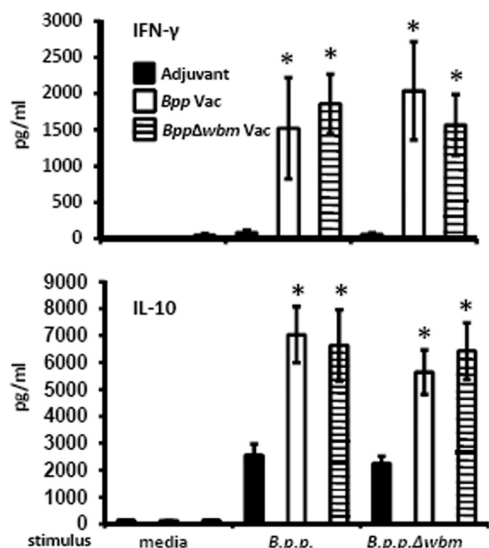 IFN-γ
3000
2500
2000
1500
1000
500
0
pg/ml
Adjuvant
Bpp Vac
BppΔwbm Vac
* * * *
IL-10
9000
8000
7000
6000
5000
4000
3000
2000
1000
0
pg/ml
* * * *
stimulus media B.p.p. B.p.p.Δwbm